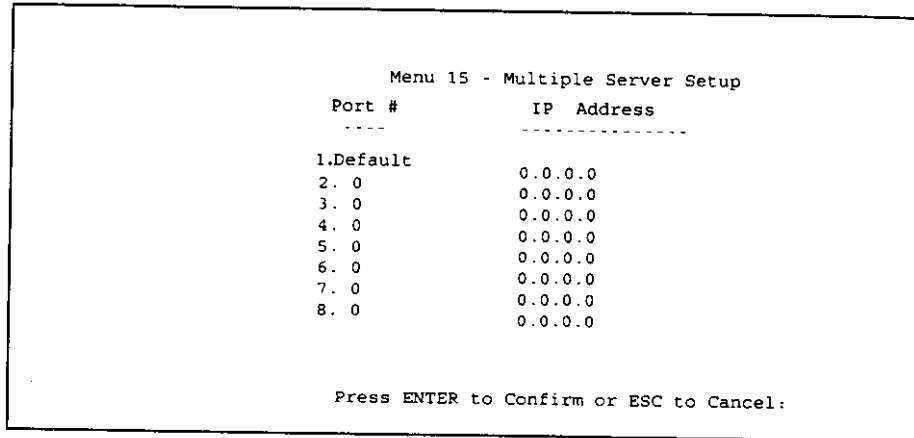 Menu 15 - Multiple Server Setup
Port # IP Address
---- ---------------
1.Default 0.0.0.0
2. 0 0.0.0.0
3. 0 0.0.0.0
4. 0 0.0.0.0
5. 0 0.0.0.0
6. 0 0.0.0.0
7. 0 0.0.0.0
8. 0 0.0.0.0
Press ENTER to Confirm or ESC to Cancel: